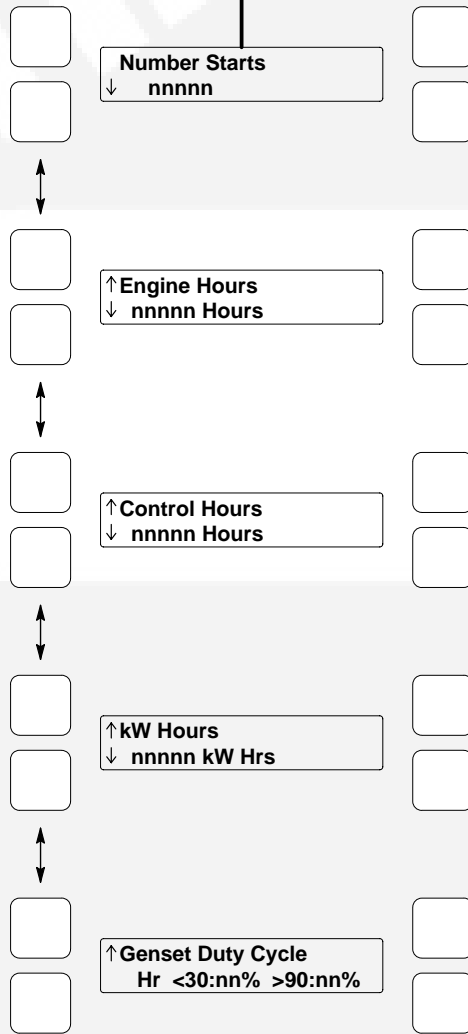 Number Starts
↓ nnnnn
↑Engine Hours
↓ nnnnn Hours
↑Control Hours
↓ nnnnn Hours
↑kW Hours
↓ nnnnn kW Hrs
↑Genset Duty Cycle
Hr <30:nn% >90:nn%